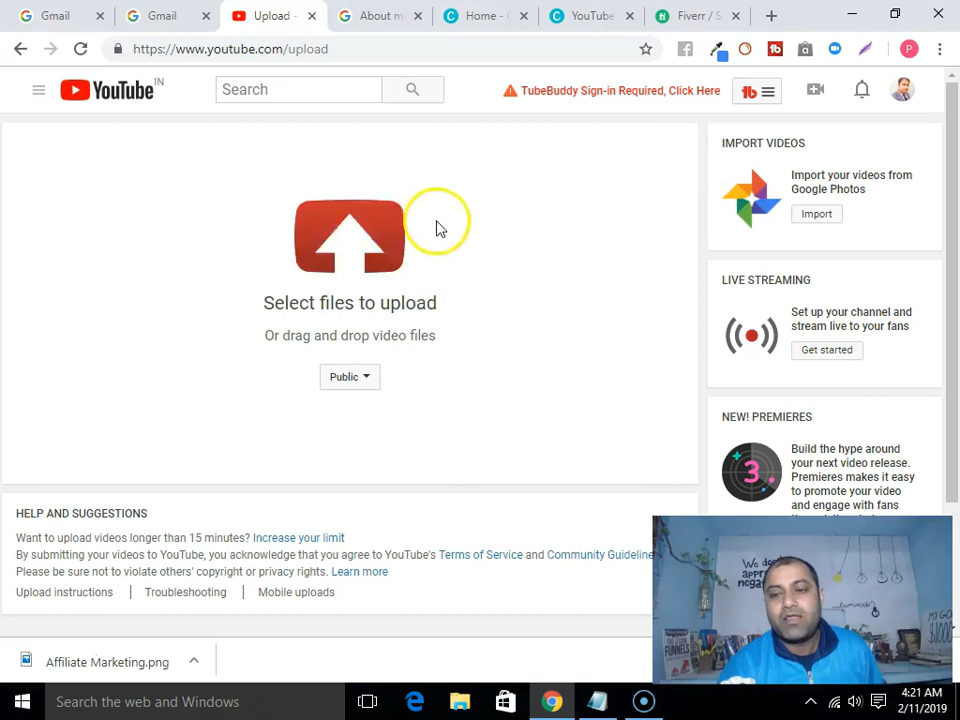 Gmail
Gmail
Upload -
About m
Home -
YouTube
Fiverr / S
https://www.youtube.com/upload
P
YouTube IN
Search
TubeBuddy Sign-in Required, Click Here
Select files to upload
Or drag and drop video files
Public
IMPORT VIDEOS
Import your videos from
Google Photos
Import
LIVE STREAMING
Set up your channel and
stream live to your fans
Get started
NEW! PREMIERES
3
Build the hype around
your next video release.
Premieres makes it easy
to promote your video
and engage with fans
HELP AND SUGGESTIONS
Want to upload videos longer than 15 minutes? Increase your limit
By submitting your videos to YouTube, you acknowledge that you agree to YouTube's Terms of Service and Community Guideline
Please be sure not to violate others' copyright or privacy rights. Learn more
Upload instructions
Troubleshooting
Mobile uploads
We don't
MY GO
$1000
FUNNELS
Affiliate Marketing.png
Search the web and Windows
4:21 AM
2/11/2019